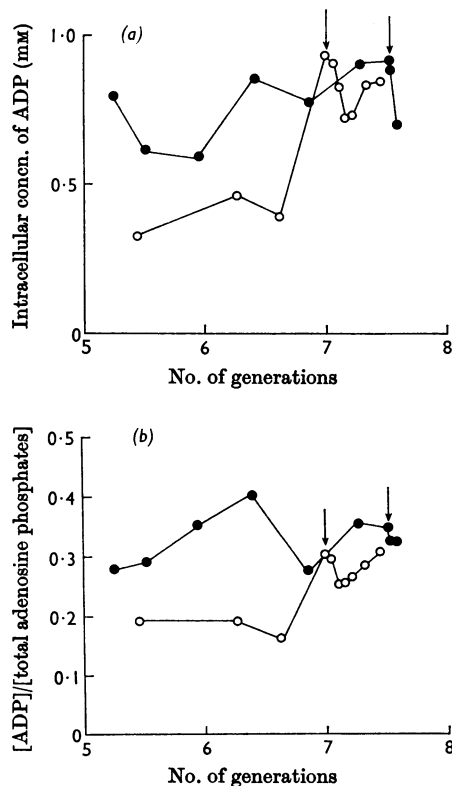 (a)
Intracellular concn. of ADP (mM)
1·0
0·5
0
5 6 7 8
No. of generations
(b)
[ADP]/[total adenosine phosphates]
0·5
0·4
0·3
0·2
0·1
0
5 6 7 8
No. of generations